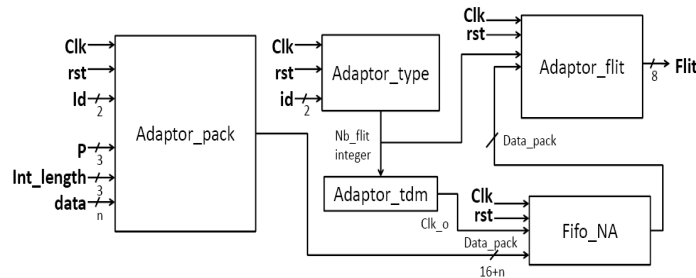 Clk
rst
Id
2
P
3
Int_length
3
data
n
Adaptor_pack
Clk
rst
id
2
Adaptor_type
Nb_flit
integer
Adaptor_tdm
Clk_o
Clk
rst
Adaptor_flit
8
Flit
Data_pack
Clk
rst
Data_pack
16+n
Fifo_NA